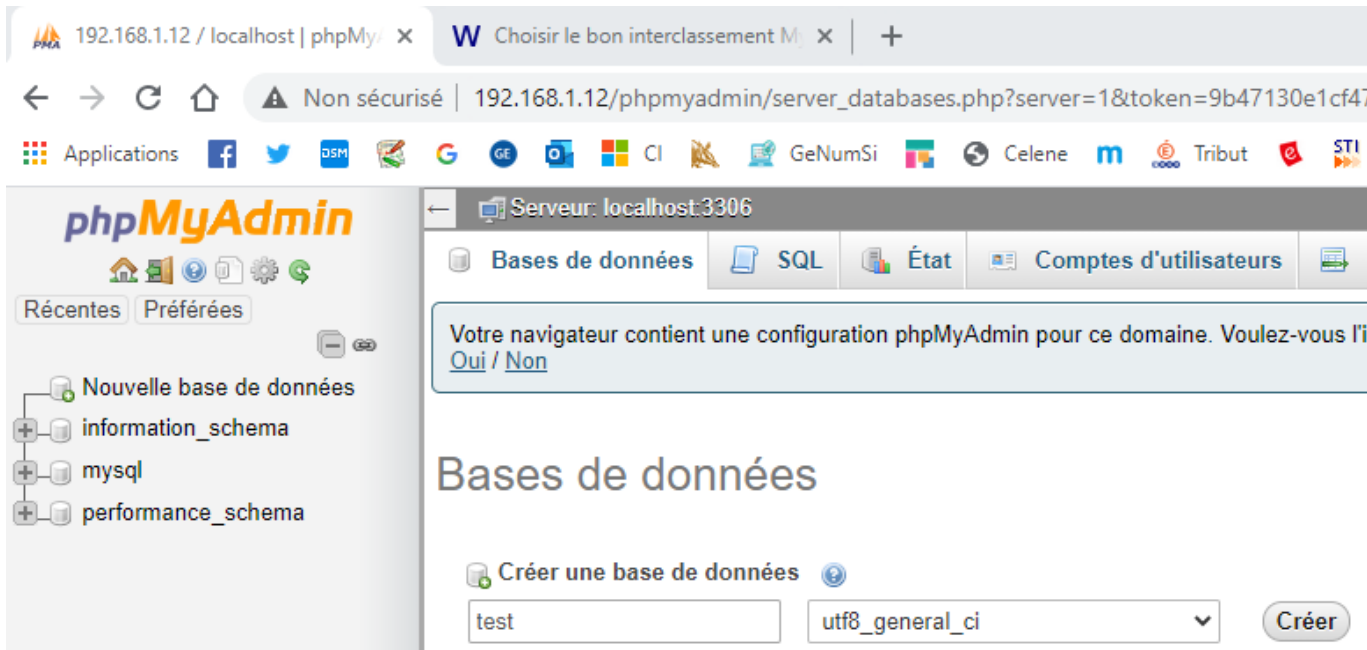 192.168.1.12 / localhost | phpMy
Choisir le bon interclassement M
Non sécurisé
192.168.1.12/phpmyadmin/server_databases.php?server=1&token=9b47130e1cf47
Applications
DSM
G
GE
CI
GeNumSi
Celene
m
Tribut
STI
phpMyAdmin
Récentes
Préférées
Nouvelle base de données
information_schema
mysql
performance_schema
Serveur: localhost:3306
Bases de données
SQL
État
Comptes d'utilisateurs
Votre navigateur contient une configuration phpMyAdmin pour ce domaine. Voulez-vous l'i
Oui / Non
Bases de données
Créer une base de données
test
utf8_general_ci
Créer